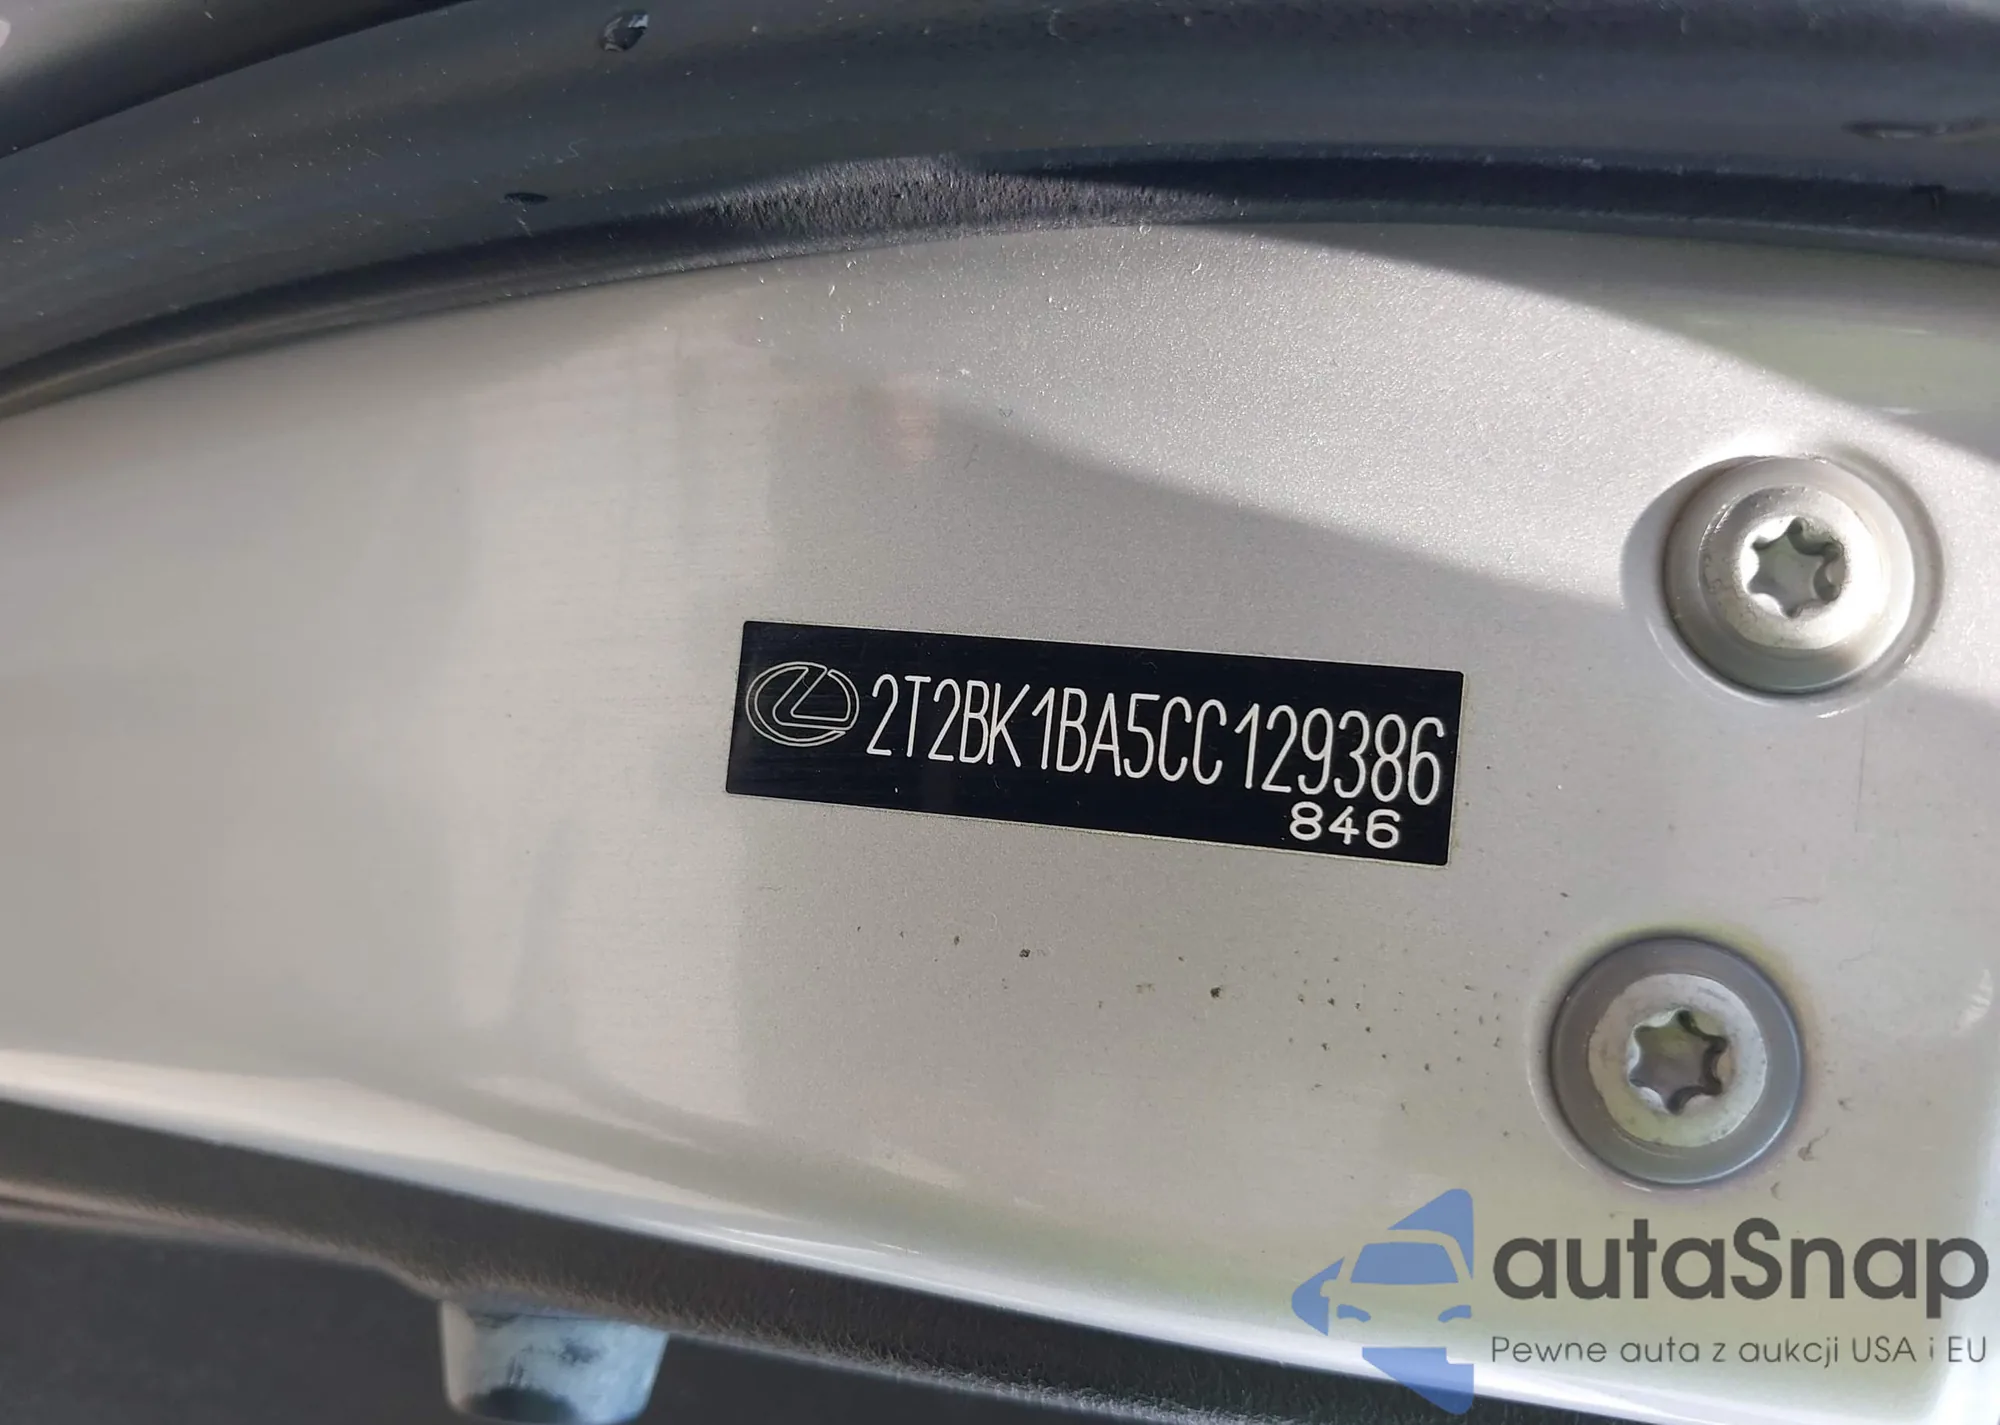 2T2BK1BA5CC129386
846
autaSnap
Pewne auta z aukcji USA i EU